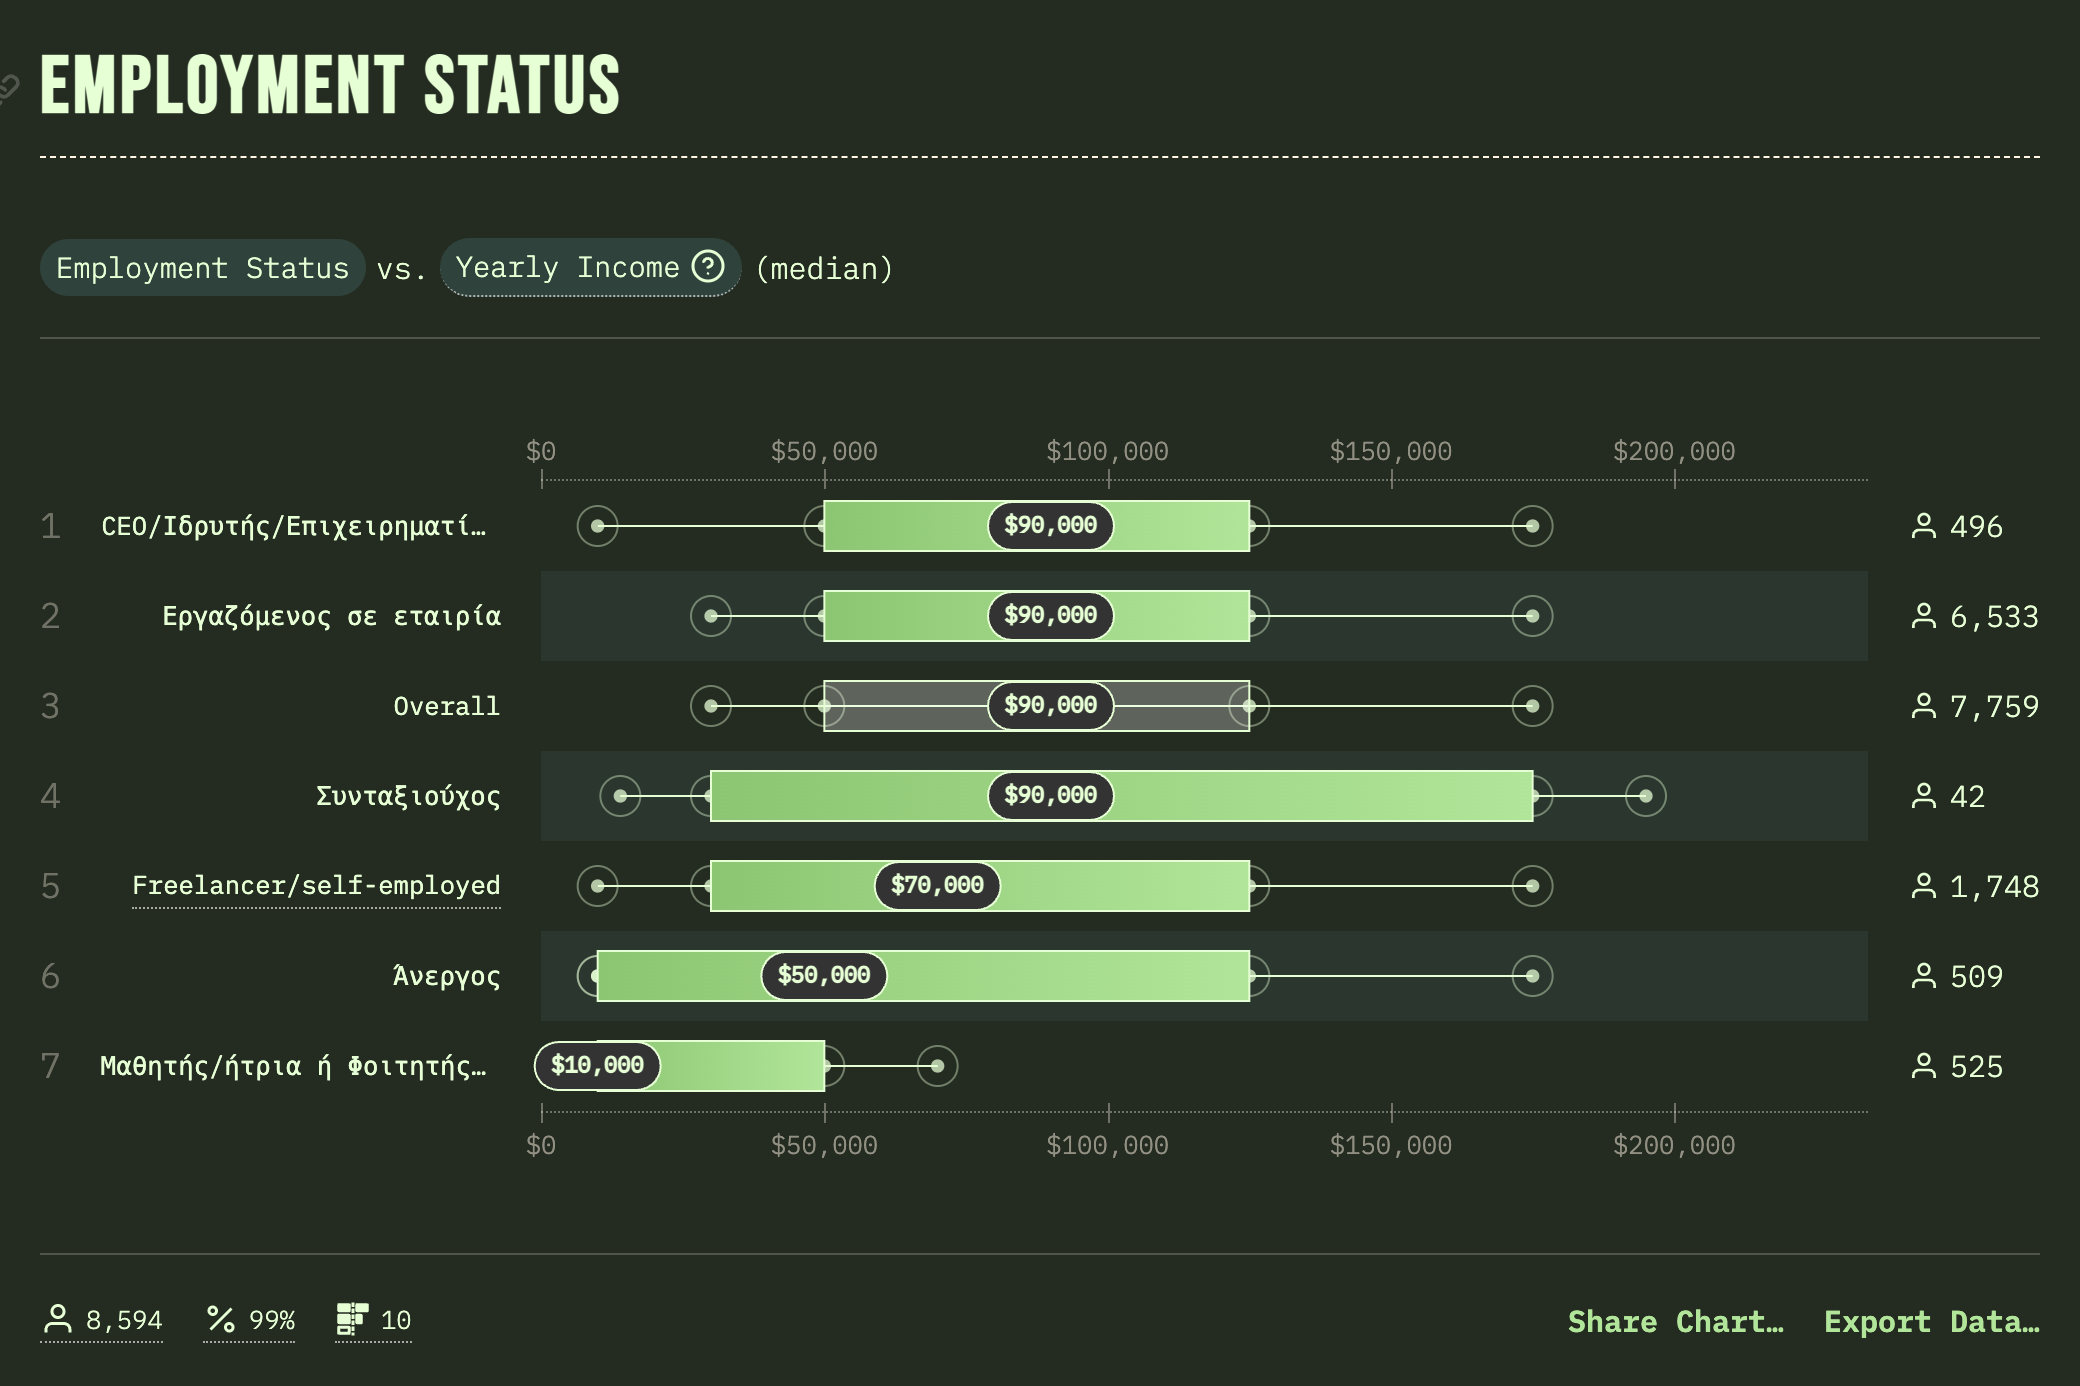 EMPLOYMENT STATUS
Employment Status vs. Yearly Income (median)
$0 $50,000 $100,000 $150,000 $200,000
1 CEO/Ιδρυτής/Επιχειρηματί… $90,000 496
2 Εργαζόμενος σε εταιρία $90,000 6,533
3 Overall $90,000 7,759
4 Συνταξιούχος $90,000 42
5 Freelancer/self-employed $70,000 1,748
6 Άνεργος $50,000 509
7 Μαθητής/ήτρια ή Φοιτητής… $10,000 525
$0 $50,000 $100,000 $150,000 $200,000
8,594 99% 10 Share Chart… Export Data…